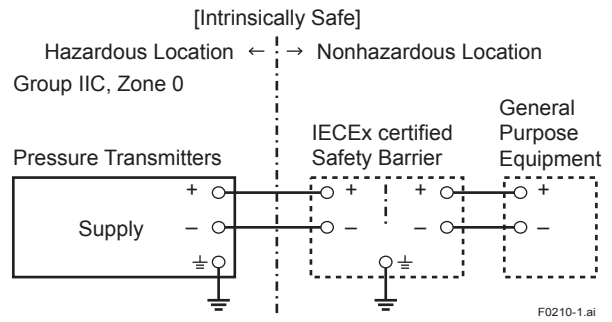 [Intrinsically Safe]
Hazardous Location ← → Nonhazardous Location
Group IIC, Zone 0
General
Purpose
Equipment
IECEx certified
Safety Barrier
Pressure Transmitters
+ + + +
Supply − − − −
F0210-1.ai